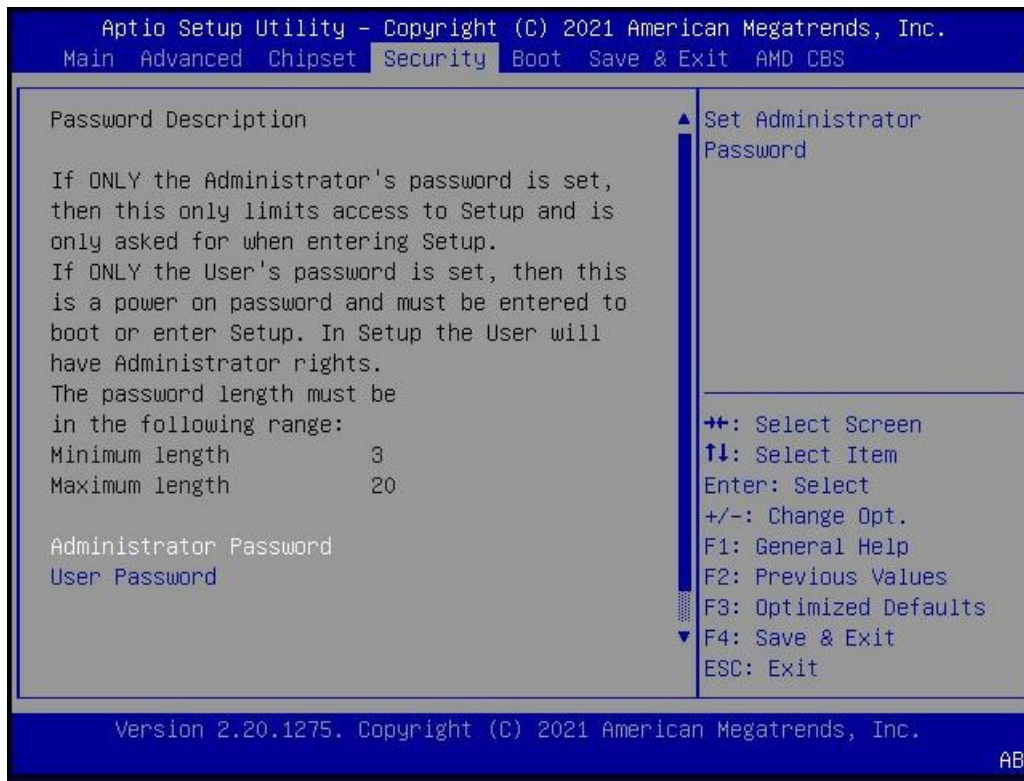 Aptio Setup Utility – Copyright (C) 2021 American Megatrends, Inc.
Main Advanced Chipset Security Boot Save & Exit AMD CBS
Password Description
If ONLY the Administrator's password is set,
then this only limits access to Setup and is
only asked for when entering Setup.
If ONLY the User's password is set, then this
is a power on password and must be entered to
boot or enter Setup. In Setup the User will
have Administrator rights.
The password length must be
in the following range:
Minimum length 3
Maximum length 20
Administrator Password
User Password
Set Administrator
Password
→←: Select Screen
↑↓: Select Item
Enter: Select
+/-: Change Opt.
F1: General Help
F2: Previous Values
F3: Optimized Defaults
F4: Save & Exit
ESC: Exit
Version 2.20.1275. Copyright (C) 2021 American Megatrends, Inc.
AB